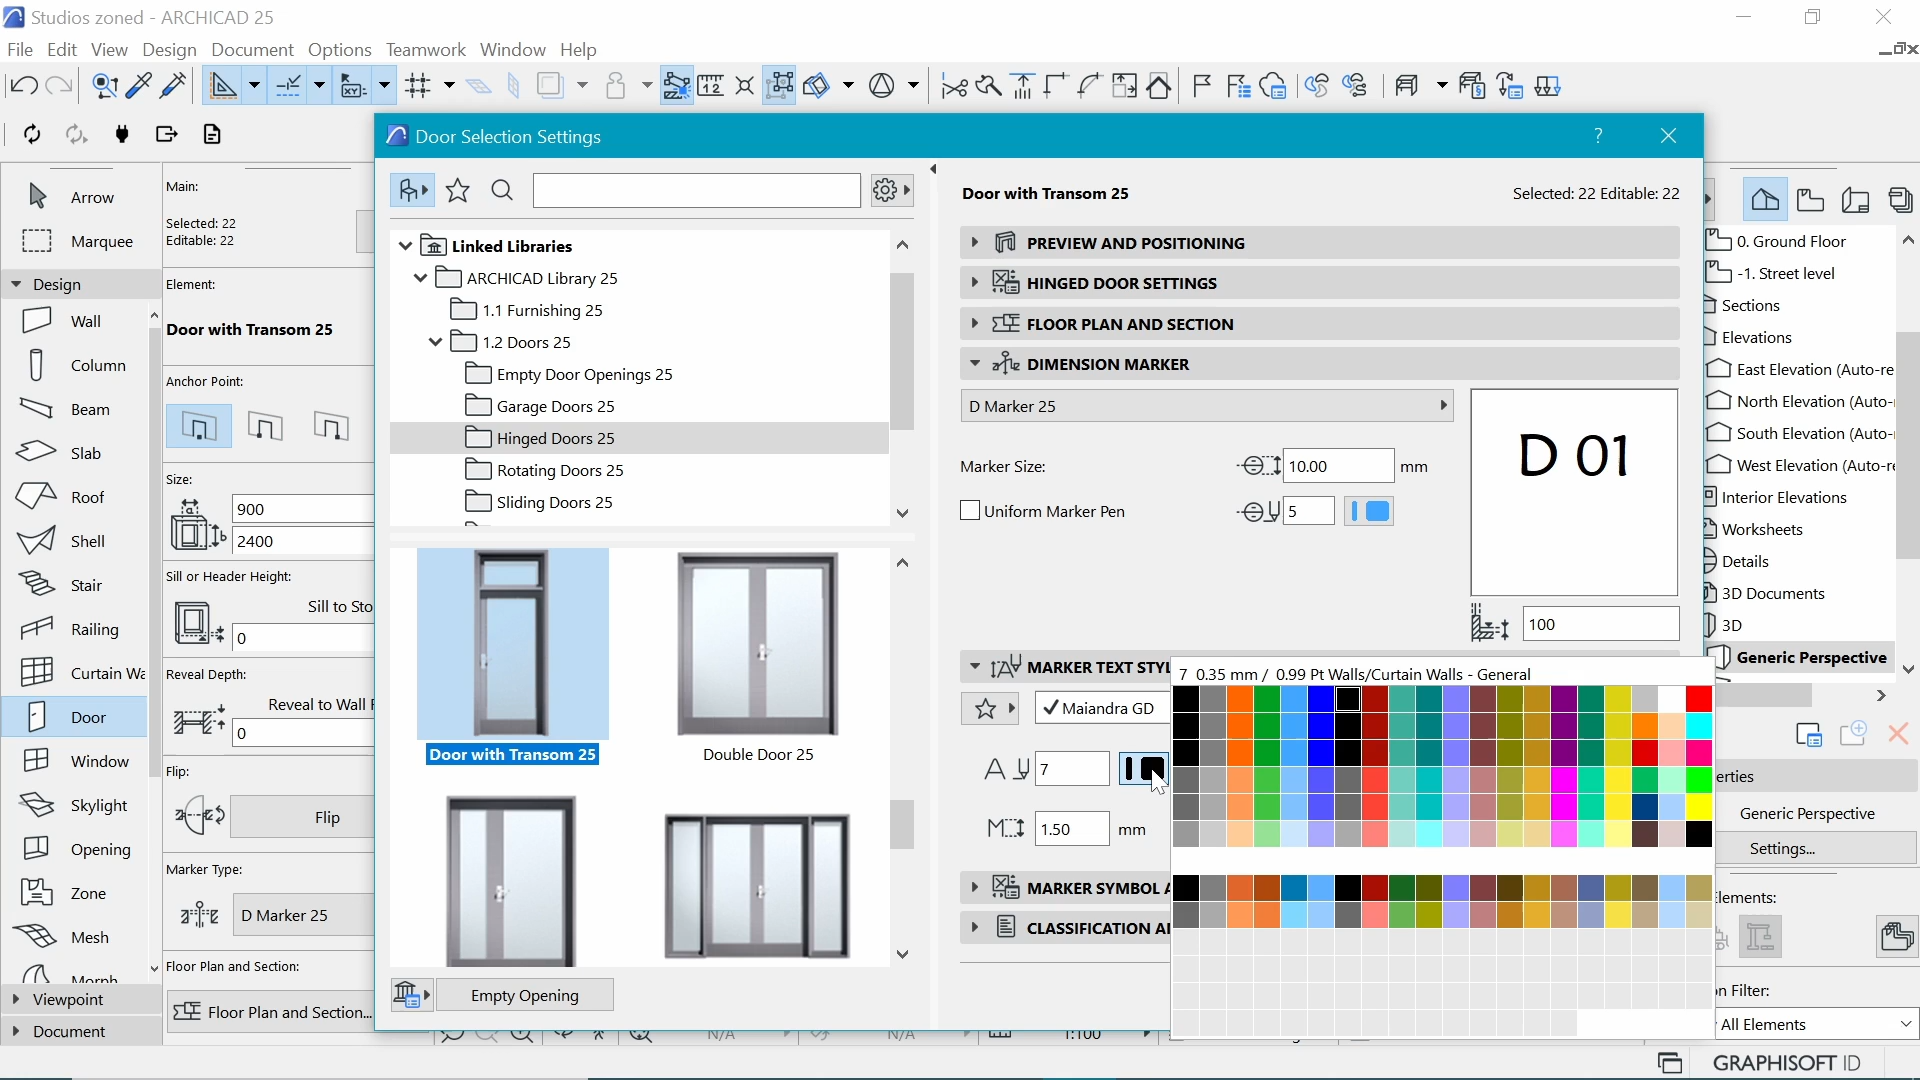 Studios zoned - ARCHICAD 25
File Edit View Design Document Options Teamwork Window Help
Door Selection Settings
?
Arrow
Marquee
Design
Wall
Column
Beam
Slab
Roof
Shell
Stair
Railing
Curtain Wa
Door
Window
Skylight
Opening
Zone
Mesh
Morph
Viewpoint
Document
Main:
Selected: 22
Editable: 22
Element:
Door with Transom 25
Anchor Point:
Size:
900
2400
Sill or Header Height:
Sill to Sto
0
Reveal Depth:
Reveal to Wall F
0
Flip:
Flip
Marker Type:
D Marker 25
Floor Plan and Section:
Floor Plan and Section...
Linked Libraries
ARCHICAD Library 25
1.1 Furnishing 25
1.2 Doors 25
Empty Door Openings 25
Garage Doors 25
Hinged Doors 25
Rotating Doors 25
Sliding Doors 25
Door with Transom 25
Double Door 25
Empty Opening
Door with Transom 25
Selected: 22 Editable: 22
PREVIEW AND POSITIONING
HINGED DOOR SETTINGS
FLOOR PLAN AND SECTION
DIMENSION MARKER
D Marker 25
Marker Size:
10.00 mm
Uniform Marker Pen
5
D 01
100
MARKER TEXT STYL
Maiandra GD
7
1.50 mm
MARKER SYMBOL A
CLASSIFICATION A
7 0.35 mm / 0.99 Pt Walls/Curtain Walls - General
0. Ground Floor
-1. Street level
Sections
Elevations
East Elevation (Auto-re
North Elevation (Auto-
South Elevation (Auto-
West Elevation (Auto-re
Interior Elevations
Worksheets
Details
3D Documents
3D
Generic Perspective
erties
Generic Perspective
Settings...
lements:
n Filter:
All Elements
N/A
N/A
1:100
GRAPHISOFT ID